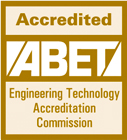 Accredited
ABET
Engineering Technology
Accreditation
Commission